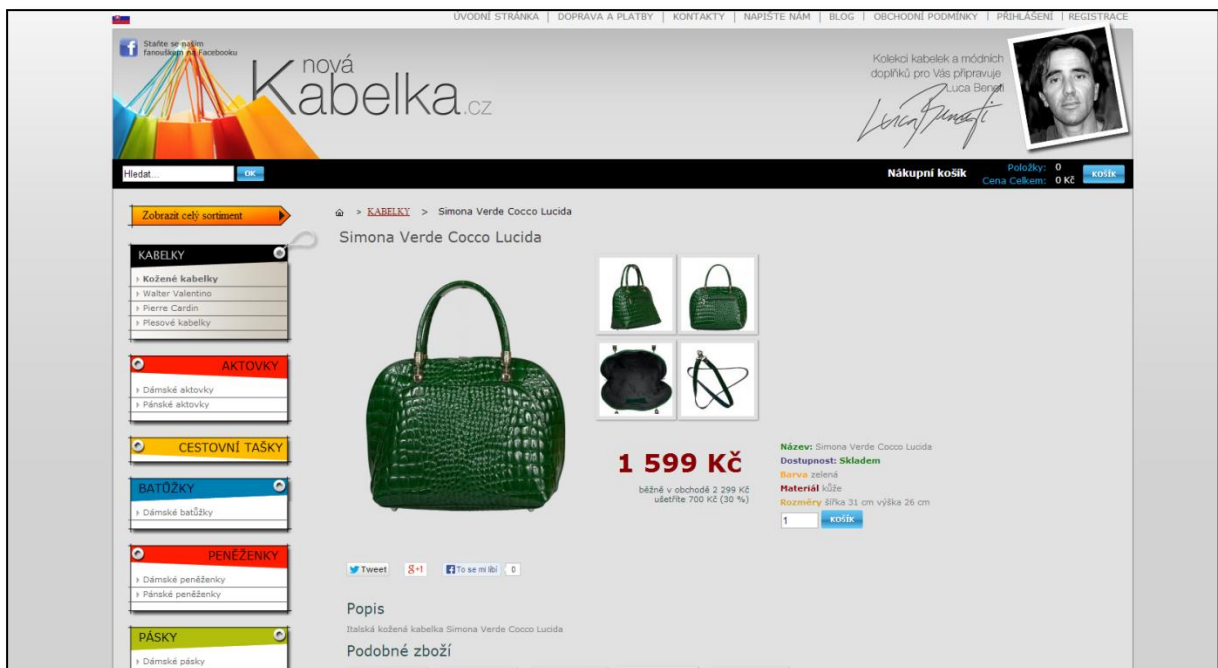 ÚVODNÍ STRÁNKA | DOPRAVA A PLATBY | KONTAKTY | NAPIŠTE NÁM | BLOG | OBCHODNÍ PODMÍNKY | PŘIHLÁŠENÍ | REGISTRACE
Staňte se naším
fanouškem na Facebooku
nová
Kabelka.cz
Kolekci kabelek a módních
doplňků pro Vás připravuje
Luca Beneti
Luca Beneti
Hledat...
OK
Nákupní košík
Položky: 0
Cena Celkem: 0 Kč
KOŠÍK
Zobrazit celý sortiment
> KABELKY > Simona Verde Cocco Lucida
Simona Verde Cocco Lucida
KABELKY
Kožené kabelky
Walter Valentino
Pierre Cardin
Plesové kabelky
AKTOVKY
Dámské aktovky
Pánské aktovky
CESTOVNÍ TAŠKY
BATŮŽKY
Dámské batůžky
PENĚŽENKY
Dámské peněženky
Pánské peněženky
PÁSKY
Dámské pásky
1 599 Kč
běžně v obchodě 2 299 Kč
ušetříte 700 Kč (30 %)
Název: Simona Verde Cocco Lucida
Dostupnost: Skladem
Barva zelená
Materiál kůže
Rozměry šířka 31 cm výška 26 cm
1
KOŠÍK
Tweet
g+1
To se mi líbí
0
Popis
Italská kožená kabelka Simona Verde Cocco Lucida
Podobné zboží